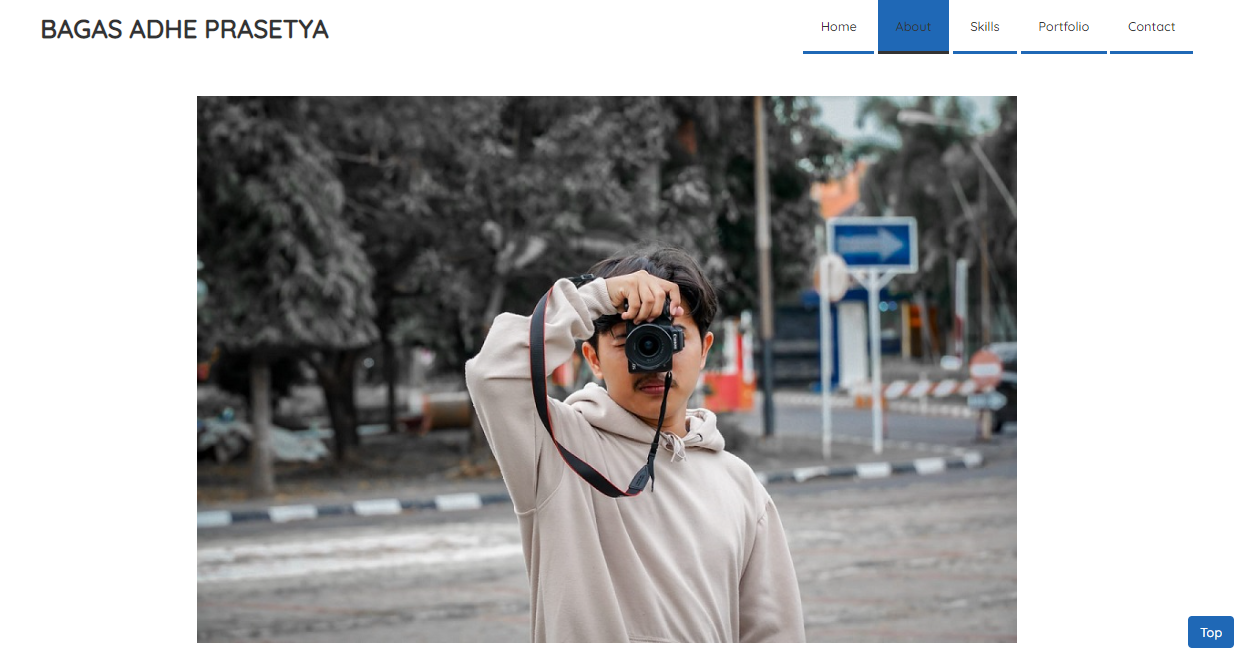 BAGAS ADHE PRASETYA
Home
About
Skills
Portfolio
Contact
Top